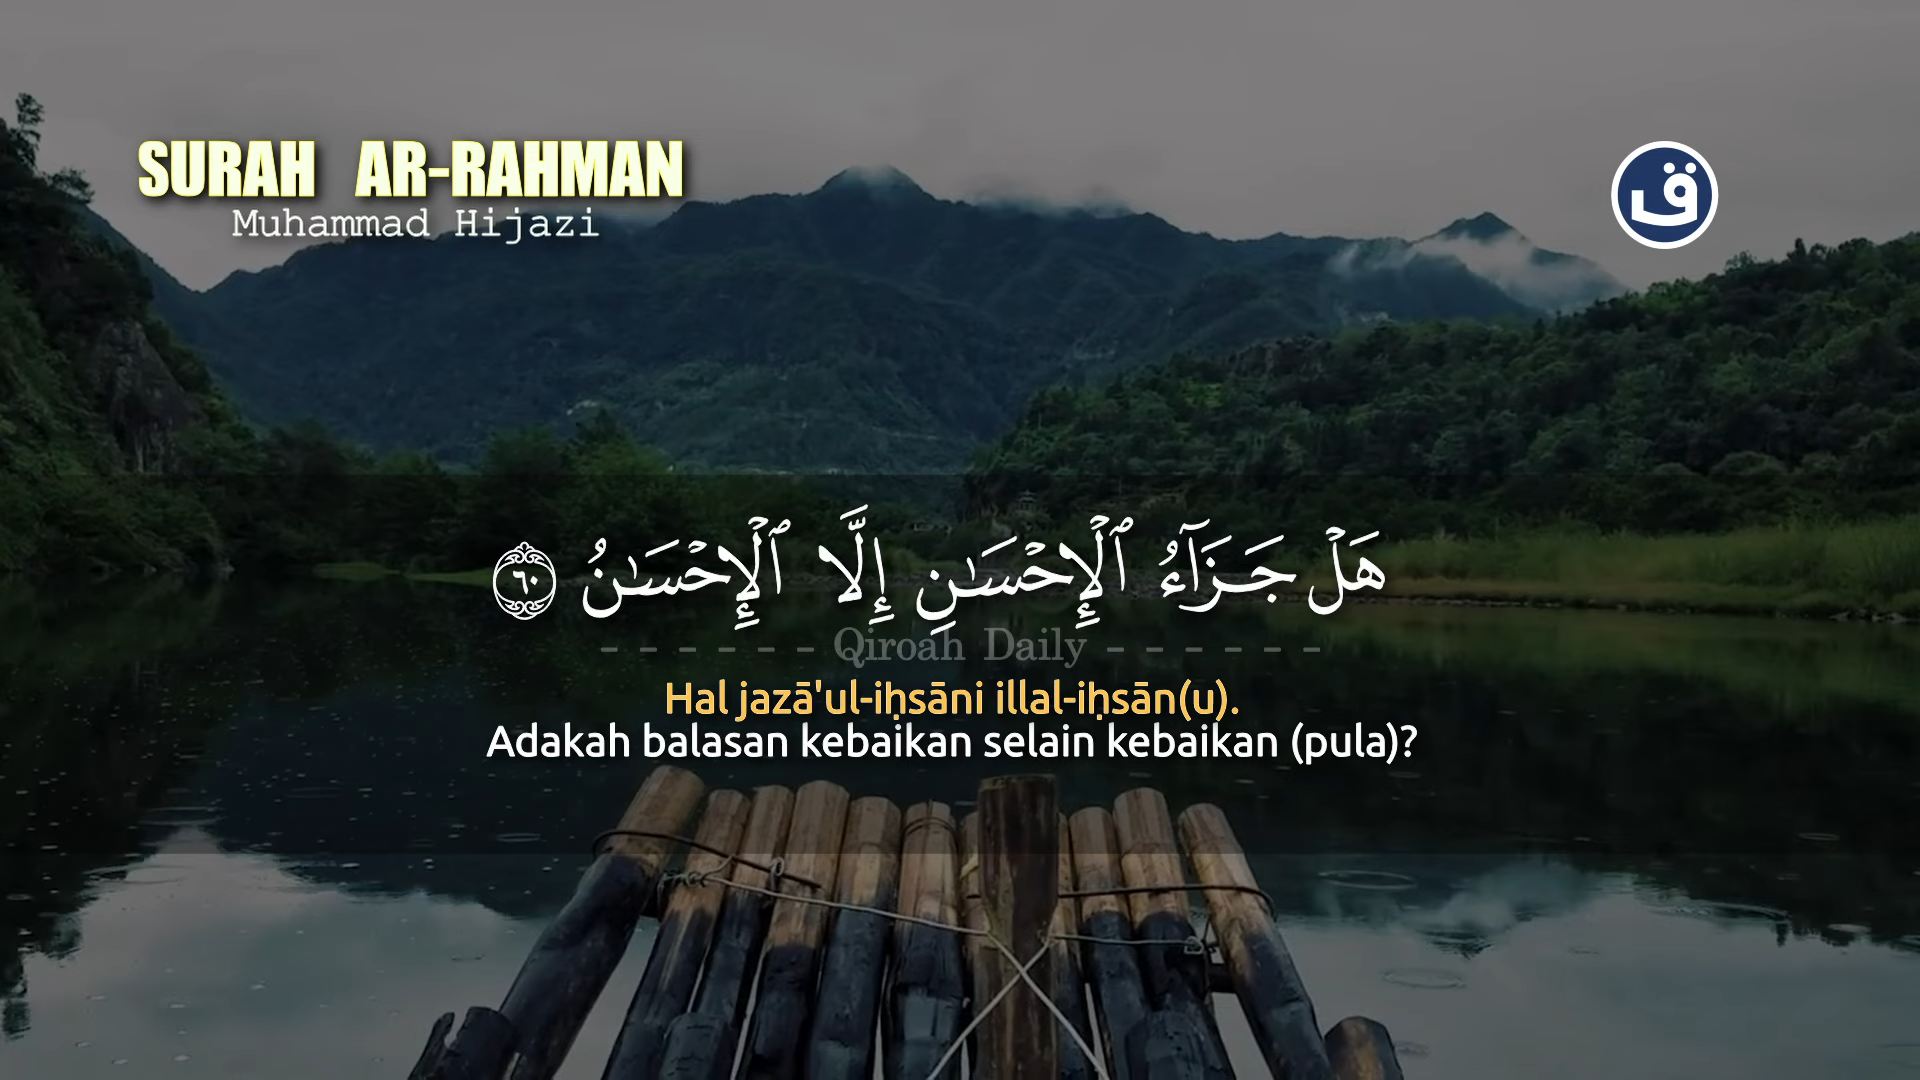 SURAH AR-RAHMAN
Muhammad Hijazi
ق
هَلْ جَزَآءُ ٱلْإِحْسَـٰنِ إِلَّا ٱلْإِحْسَـٰنُ ٦٠
- - - - - - Qiroah Daily - - - - - -
Hal jazā'ul-iḥsāni illal-iḥsān(u).
Adakah balasan kebaikan selain kebaikan (pula)?